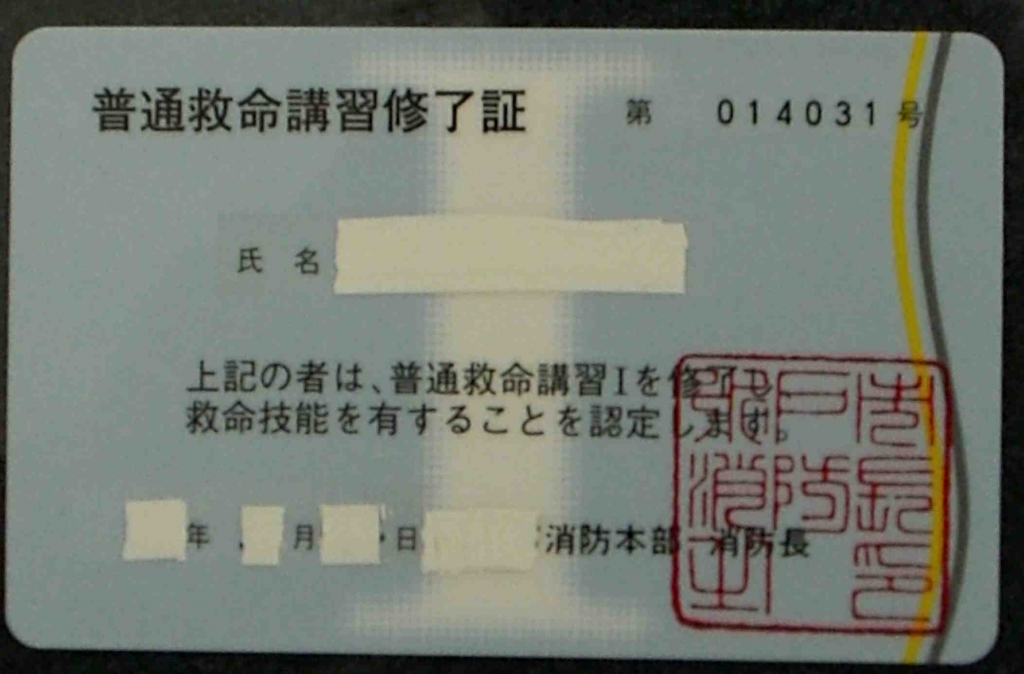 普通救命講習修了証 第 014031 号
氏 名
上記の者は、普通救命講習Ⅰを修了し
救命技能を有することを認定します。
年 月 日 消防本部 消防長